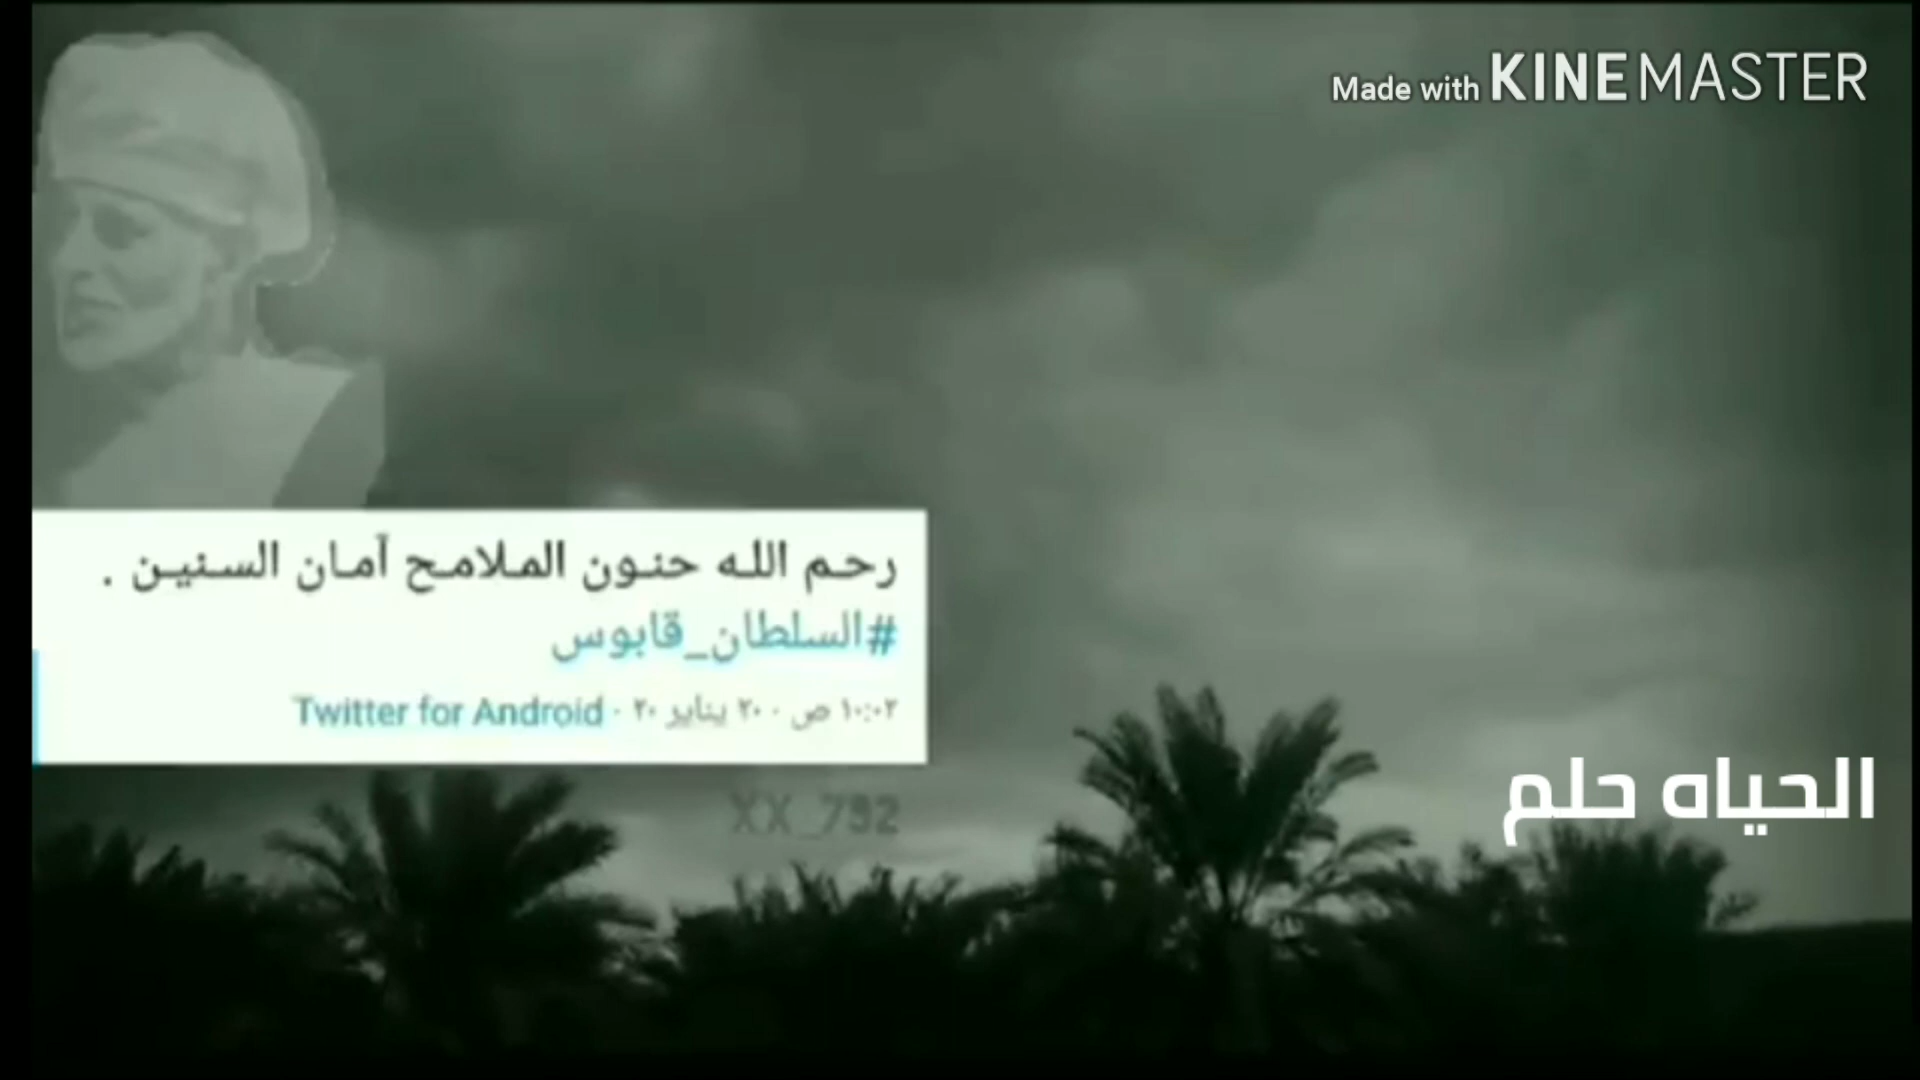 Made with KINEMASTER
رحم الله حنون الملامح آمان السنين .
#السلطان_قابوس
١٠:٠٢ ص · ٢٠ يناير ٢٠ · Twitter for Android
الحياه حلم
XX_792